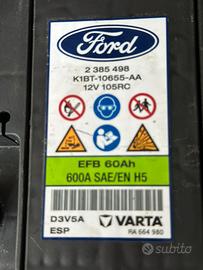 Ford
2 385 498
K1BT-10655-AA
12V 105RC
EFB 60Ah
600A SAE/EN H5
D3V5A
ESP
VARTA
RA 664 980
subito